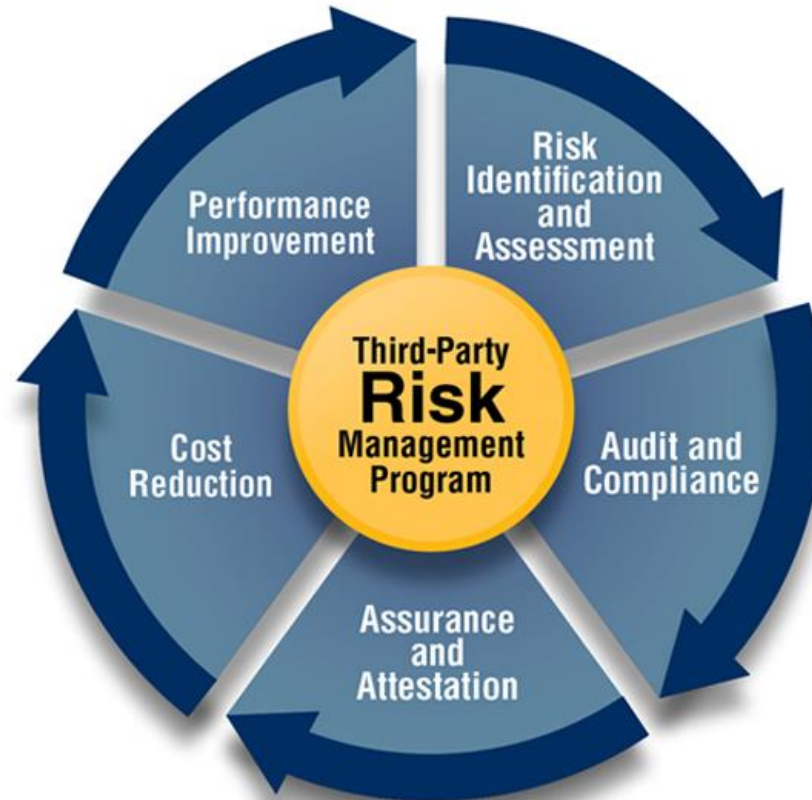 Risk
Identification
and
Assessment
Audit and
Compliance
Assurance
and
Attestation
Cost
Reduction
Performance
Improvement
Third-Party
Risk
Management
Program